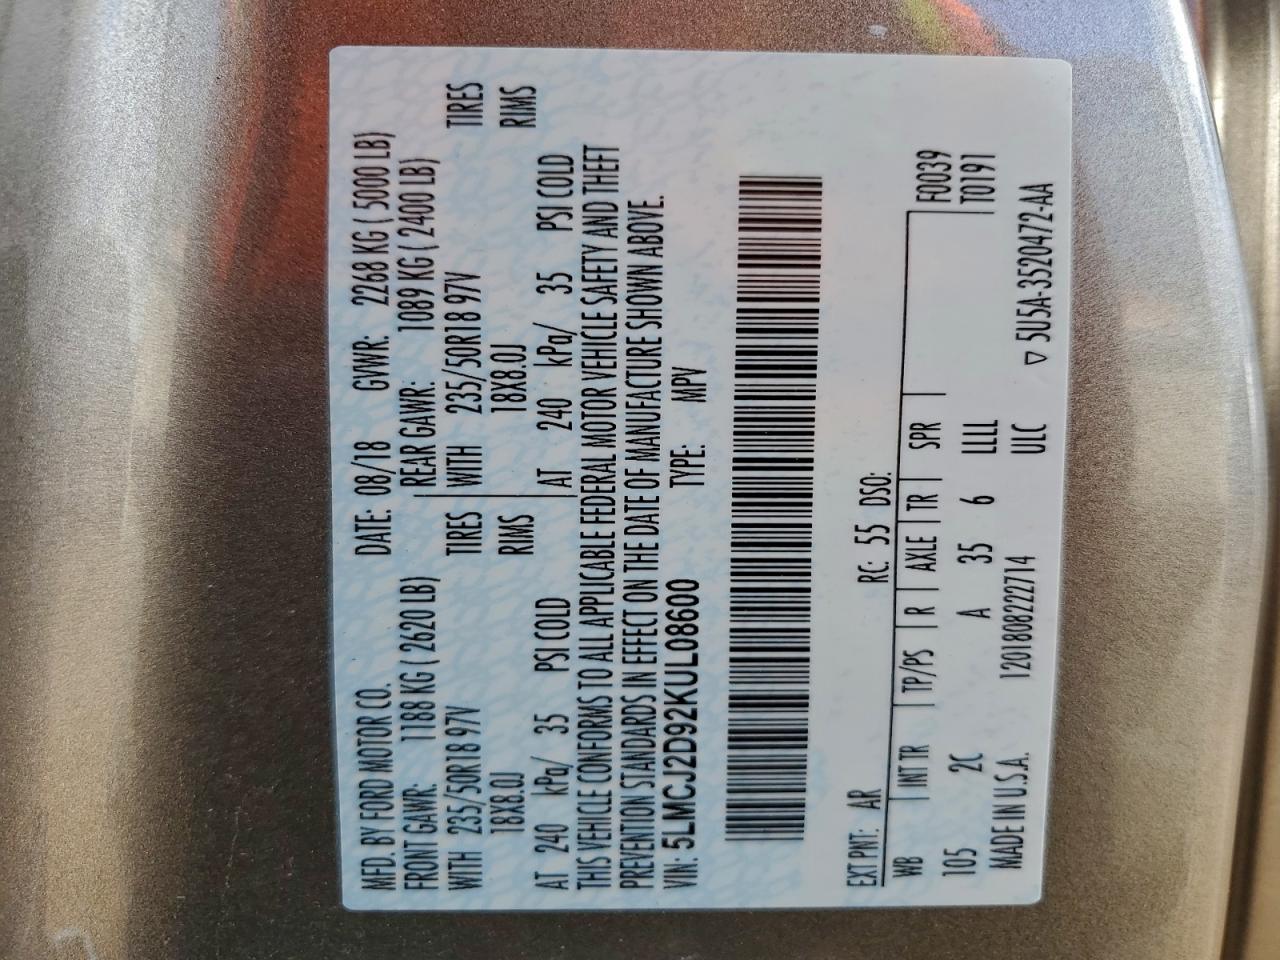 MFD. BY FORD MOTOR CO. DATE: 08/18 GVWR: 2268 KG ( 5000 LB)
FRONT GAWR: 1188 KG ( 2620 LB) REAR GAWR: 1089 KG ( 2400 LB)
WITH 235/50R18 97V TIRES WITH 235/50R18 97V TIRES
18X8.0J RIMS 18X8.0J RIMS
AT 240 kPa/ 35 PSI COLD AT 240 kPa/ 35 PSI COLD
THIS VEHICLE CONFORMS TO ALL APPLICABLE FEDERAL MOTOR VEHICLE SAFETY AND THEFT
PREVENTION STANDARDS IN EFFECT ON THE DATE OF MANUFACTURE SHOWN ABOVE.
VIN: 5LMCJ2D92KUL08600 TYPE: MPV
EXT PNT: AR RC: 55 DSO:
WB INT TR TP/PS R AXLE TR SPR F0039
105 2C A 35 6 LLLL T0191
MADE IN U.S.A. 120180822714 ULC ▽ 5U5A-3520472-AA